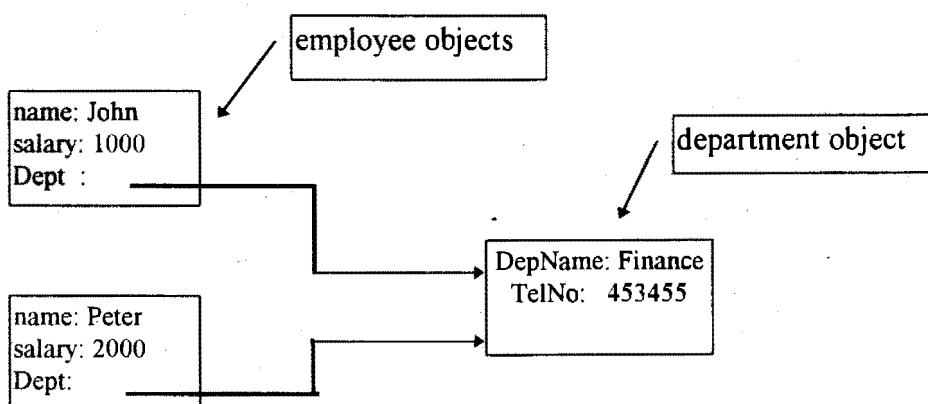 employee objects
name: John
salary: 1000
Dept :
department object
DepName: Finance
TelNo: 453455
name: Peter
salary: 2000
Dept: